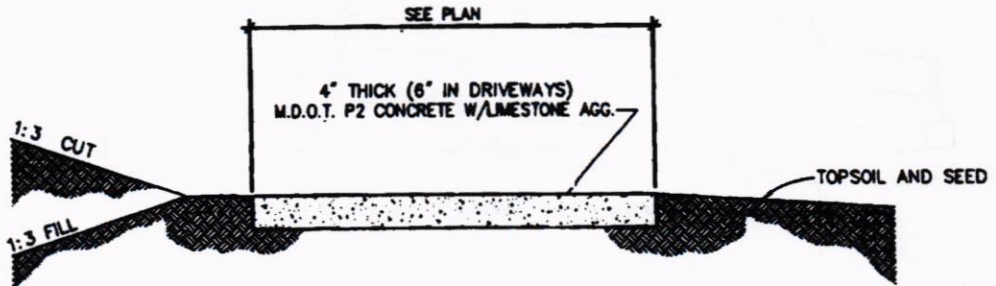 SEE PLAN
4" THICK (6" IN DRIVEWAYS)
M.D.O.T. P2 CONCRETE W/LIMESTONE AGG.
1:3 CUT
TOPSOIL AND SEED
1:3 FILL